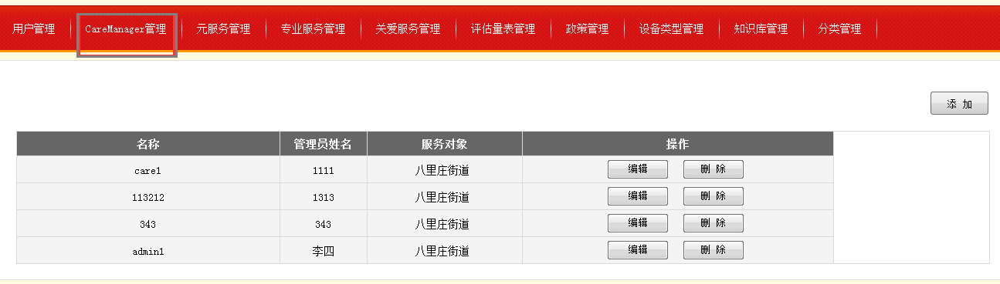 用户管理 CareManager管理 元服务管理 专业服务管理 关爱服务管理 评估量表管理 政策管理 设备类型管理 知识库管理 分类管理
添 加
名称 管理员姓名 服务对象 操作
care1 1111 八里庄街道 编辑 删 除
113212 1313 八里庄街道 编辑 删 除
343 343 八里庄街道 编辑 删 除
admin1 李四 八里庄街道 编辑 删 除